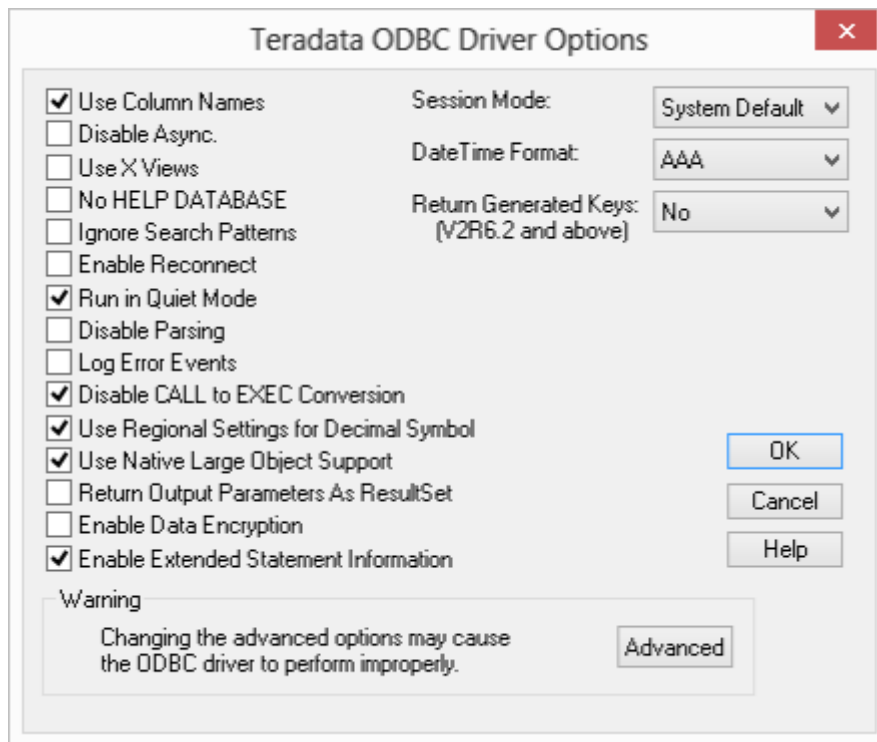 Teradata ODBC Driver Options
Use Column Names
Disable Async.
Use X Views
No HELP DATABASE
Ignore Search Patterns
Enable Reconnect
Run in Quiet Mode
Disable Parsing
Log Error Events
Disable CALL to EXEC Conversion
Use Regional Settings for Decimal Symbol
Use Native Large Object Support
Return Output Parameters As ResultSet
Enable Data Encryption
Enable Extended Statement Information
Session Mode: System Default
DateTime Format: AAA
Return Generated Keys: No
(V2R6.2 and above)
OK
Cancel
Help
Warning
Changing the advanced options may cause
the ODBC driver to perform improperly.
Advanced